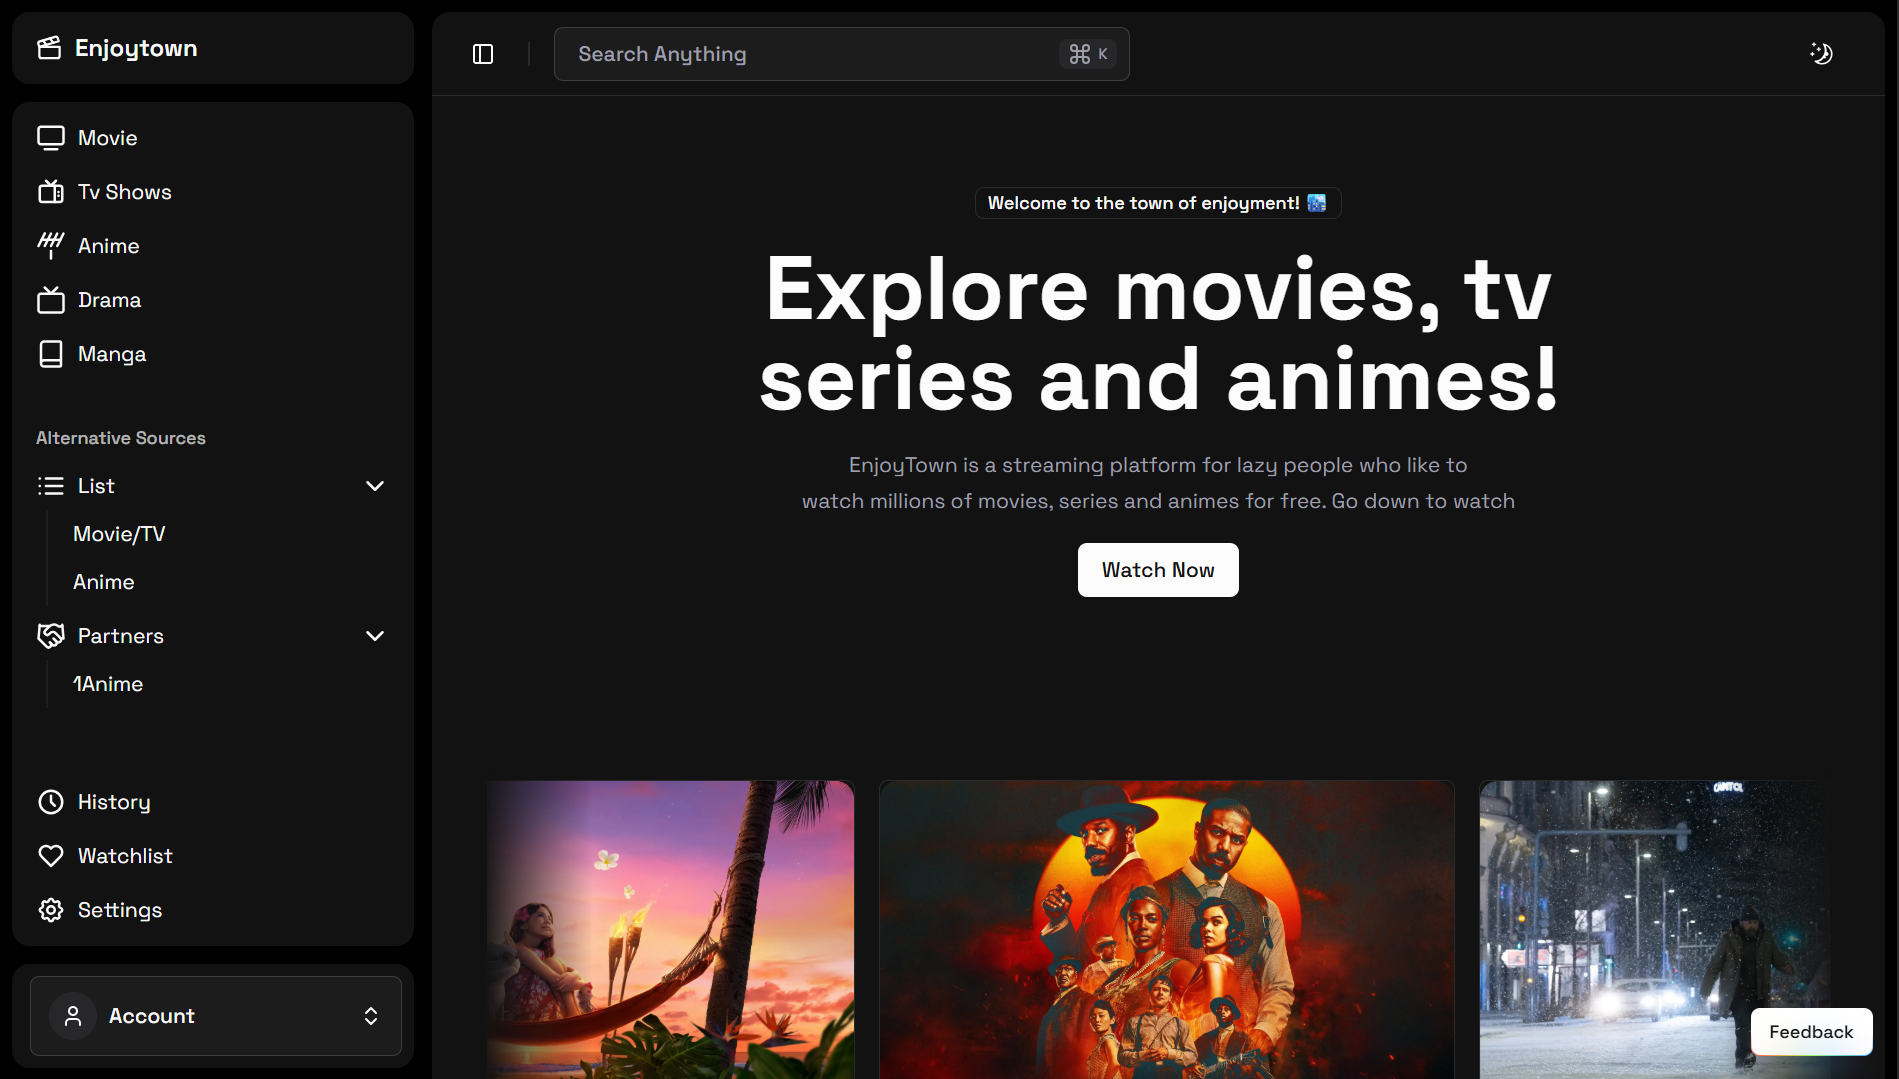 Enjoytown
Movie
Tv Shows
Anime
Drama
Manga
Alternative Sources
List
Movie/TV
Anime
Partners
1Anime
History
Watchlist
Settings
Account
Search Anything
⌘ K
Welcome to the town of enjoyment!
Explore movies, tv
series and animes!
EnjoyTown is a streaming platform for lazy people who like to
watch millions of movies, series and animes for free. Go down to watch
Watch Now
Feedback